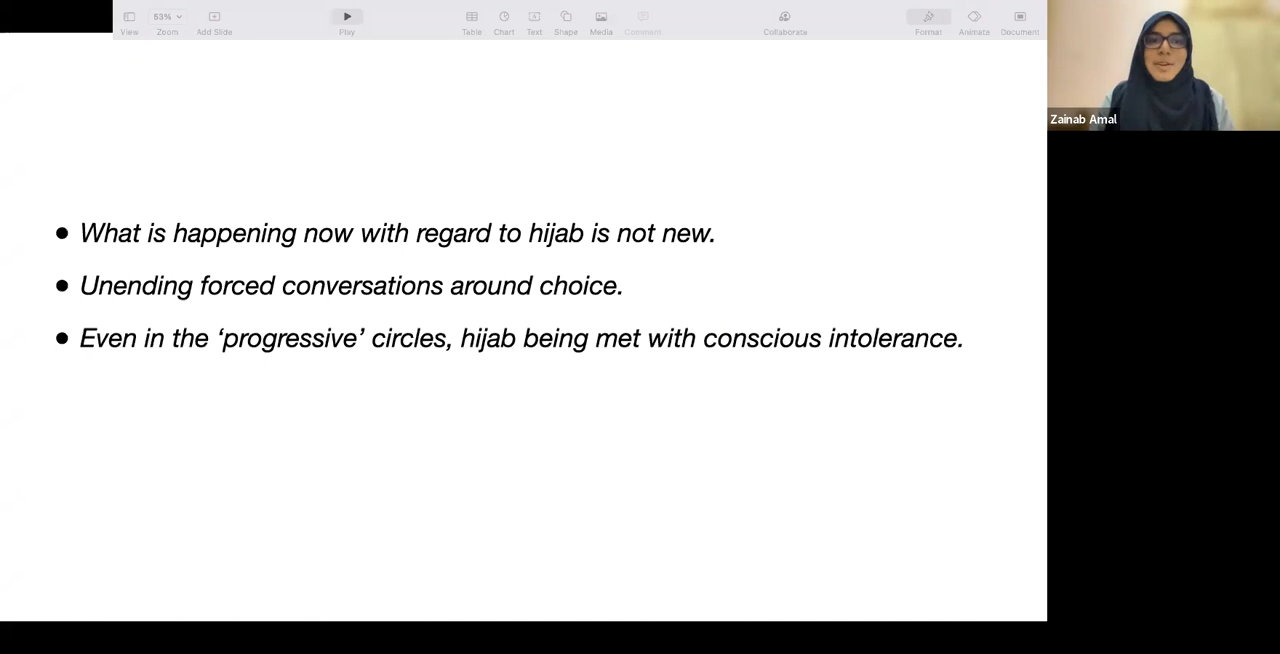 53%
View Zoom Add Slide Play Table Chart Text Shape Media Comment Collaborate Format Animate Document
Zainab Amal
• What is happening now with regard to hijab is not new.
• Unending forced conversations around choice.
• Even in the ‘progressive’ circles, hijab being met with conscious intolerance.